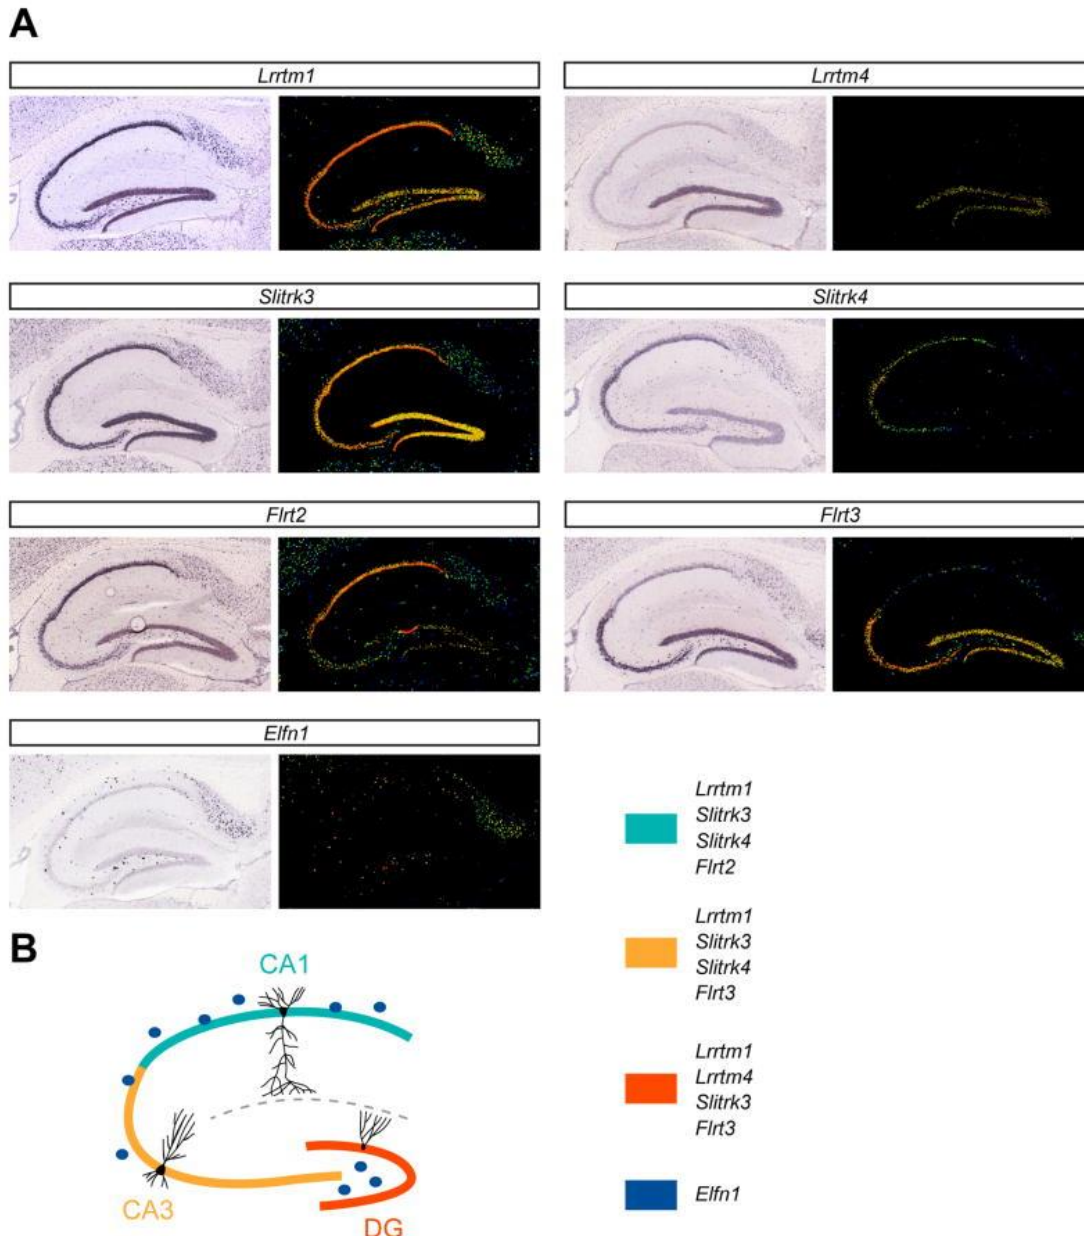 A
Lrrtm1
Lrrtm4
Slitrk3
Slitrk4
Flrt2
Flrt3
Elfn1
Lrrtm1
Slitrk3
Slitrk4
Flrt2
Lrrtm1
Slitrk3
Slitrk4
Flrt3
Lrrtm1
Lrrtm4
Slitrk3
Flrt3
Elfn1
B
CA1
CA3
DG